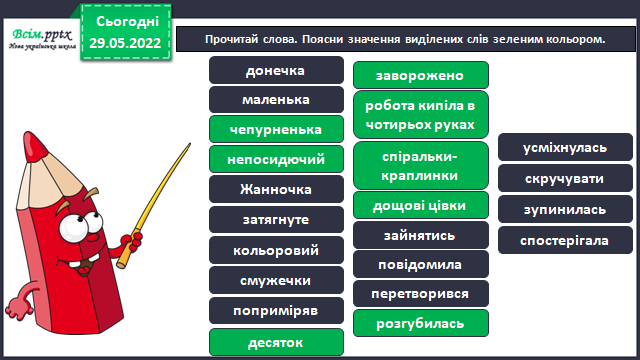 Всім.pptx
Нова українська школа
Сьогодні
29.05.2022
Прочитай слова. Поясни значення виділених слів зеленим кольором.
донечка
маленька
чепурненька
непосидючий
Жанночка
затягнуте
кольоровий
смужечки
поприміряв
десяток
заворожено
робота кипіла в
чотирьох руках
спіральки-
краплинки
дощові цівки
зайнятись
повідомила
перетворився
розгубилась
усміхнулась
скручувати
зупинилась
спостерігала